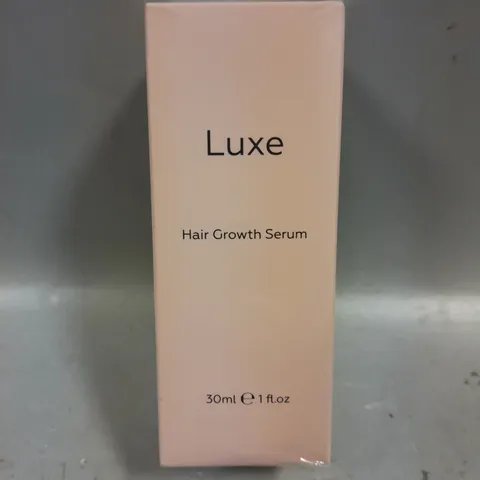 Luxe
Hair Growth Serum
30ml ℮ 1 fl.oz